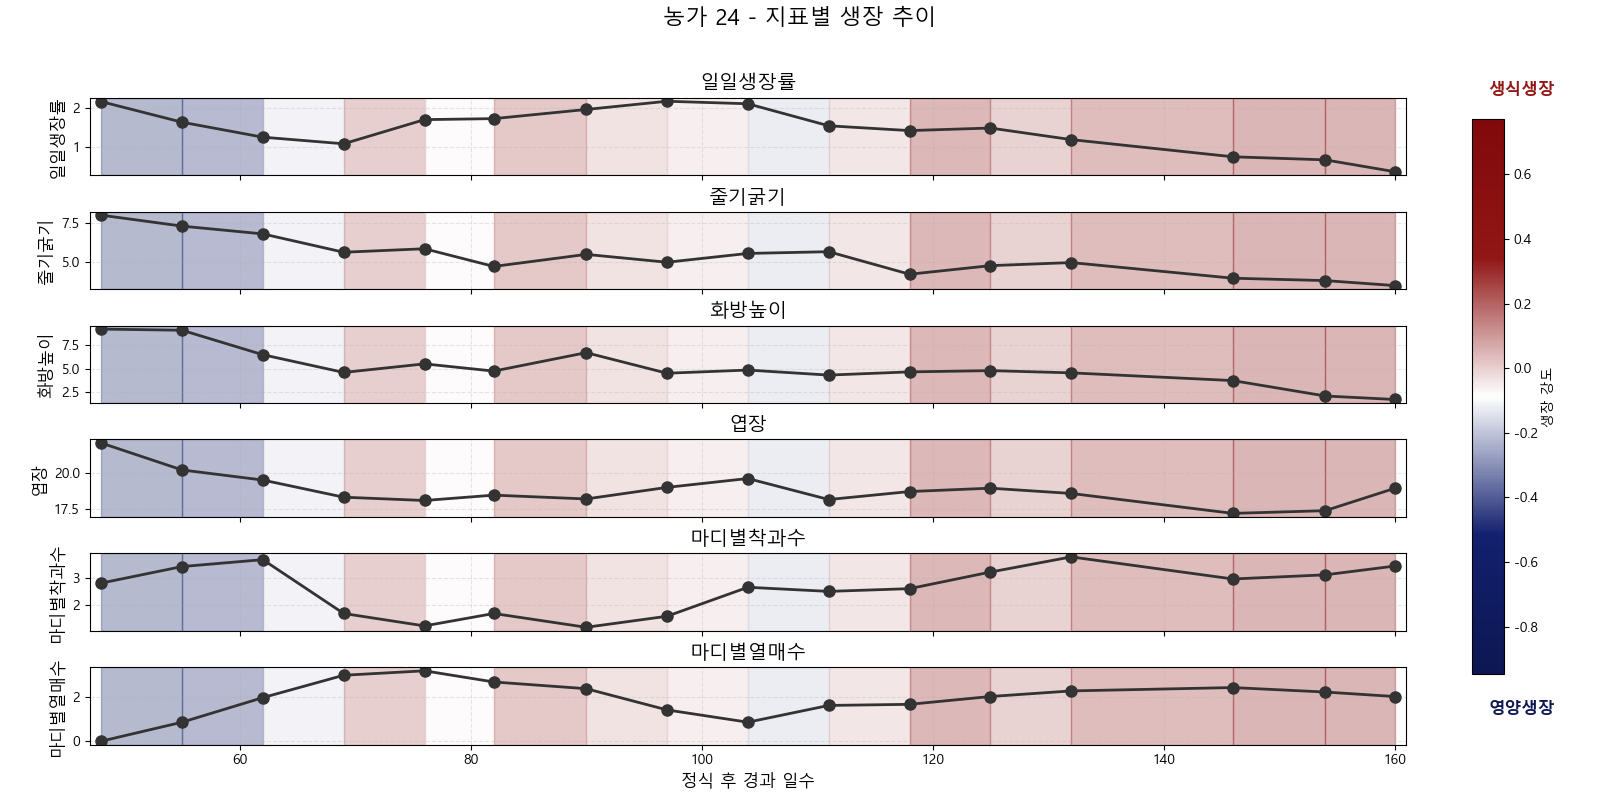 농가 24 - 지표별 생장 추이
일일생장률
일일생장률
2
1
줄기굵기
줄기굵기
7.5
5.0
화방높이
화방높이
7.5
5.0
2.5
엽장
엽장
20.0
17.5
마디별착과수
마디별착과수
3
2
마디별열매수
마디별열매수
2
0
60
80
100
120
140
160
정식 후 경과 일수
생식생장
0.6
0.4
0.2
0.0
-0.2
-0.4
-0.6
-0.8
생장 강도
영양생장